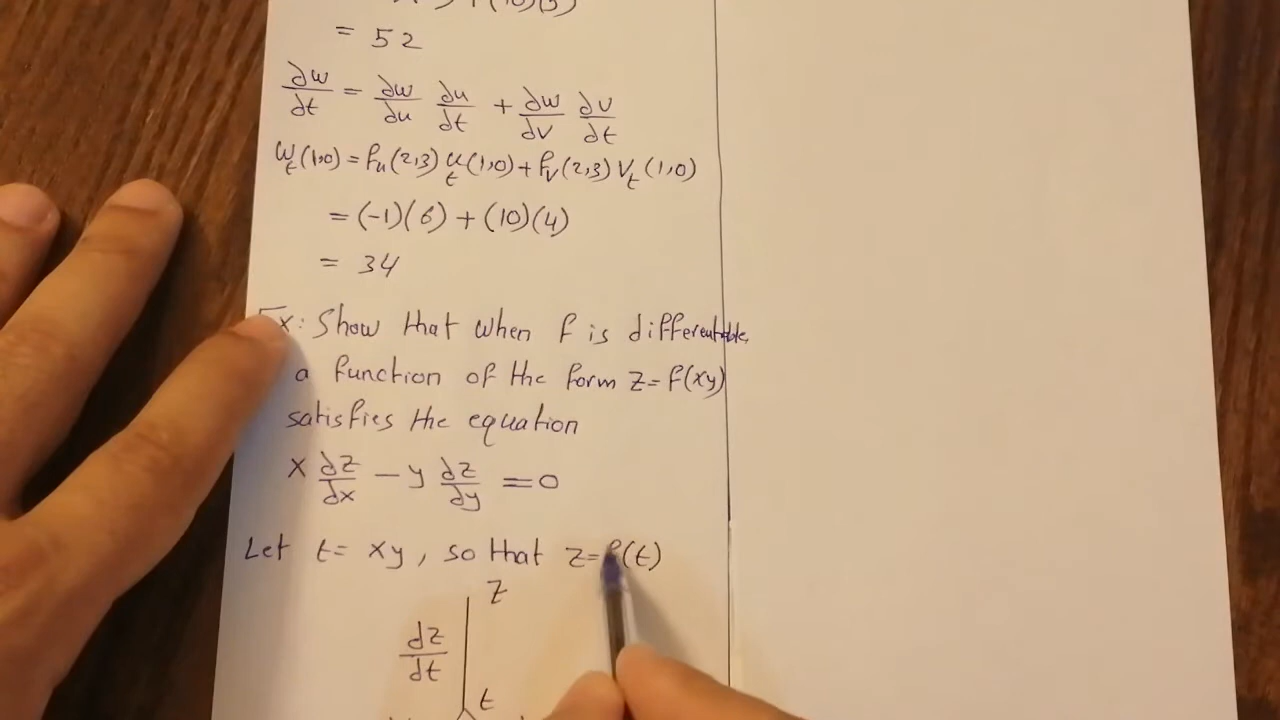 = 52
∂w/∂t = ∂w/∂u ∂u/∂t + ∂w/∂v ∂v/∂t
w_t(1,0) = f_u(2,3) u_t(1,0) + f_v(2,3) v_t(1,0)
= (-1)(6) + (10)(4)
= 34
Ex: Show that when f is differentiable,
a function of the form z = f(xy)
satisfies the equation
x ∂z/∂x - y ∂z/∂y = 0
Let t = xy, so that z = f(t)
z
dz/dt
t